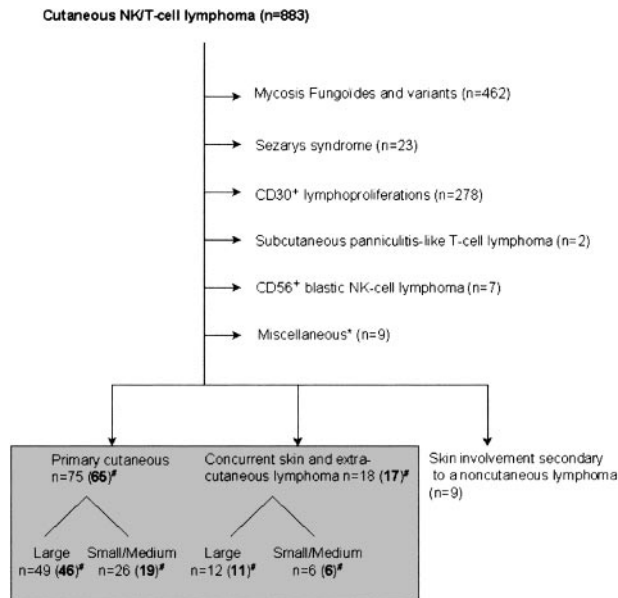 Cutaneous NK/T-cell lymphoma (n=883)
Mycosis Fungoides and variants (n=462)
Sezarys syndrome (n=23)
CD30⁺ lymphoproliferations (n=278)
Subcutaneous panniculitis-like T-cell lymphoma (n=2)
CD56⁺ blastic NK-cell lymphoma (n=7)
Miscellaneous* (n=9)
Primary cutaneous
n=75 (65)#
Concurrent skin and extra-
cutaneous lymphoma n=18 (17)#
Skin involvement secondary
to a noncutaneous lymphoma
(n=9)
Large
n=49 (46)#
Small/Medium
n=26 (19)#
Large
n=12 (11)#
Small/Medium
n=6 (6)#